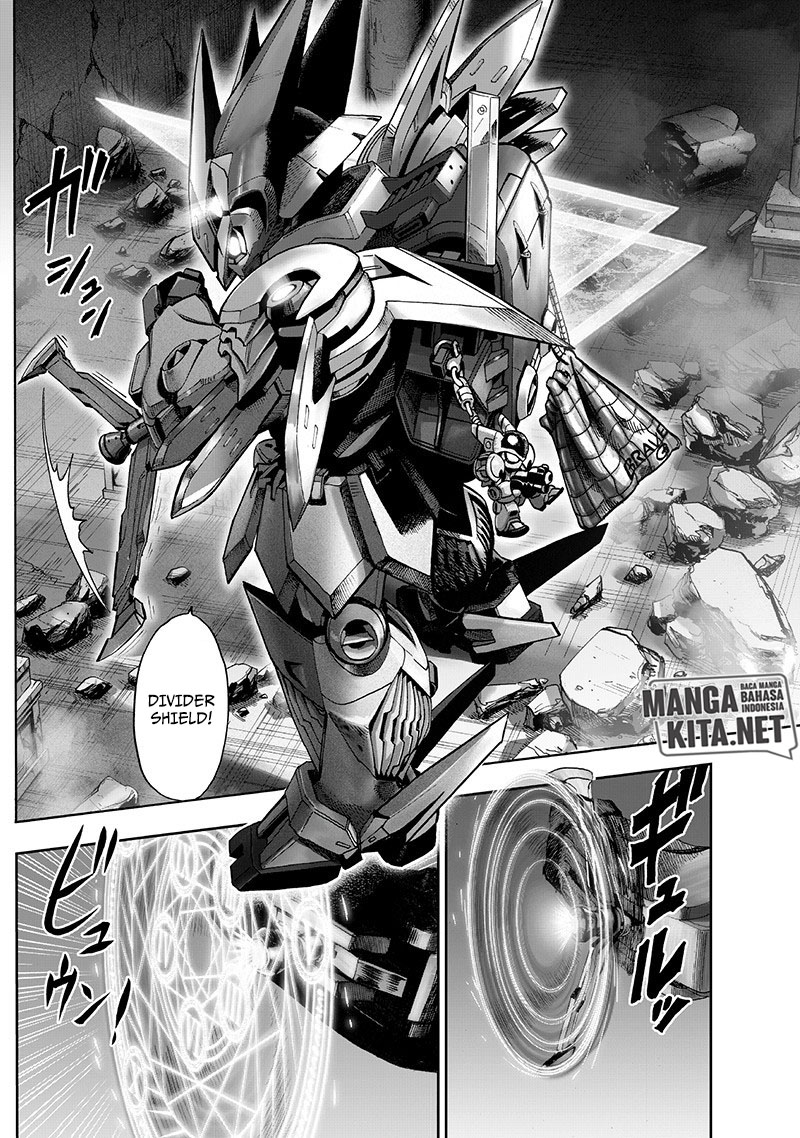 ガシュン
BRAVE
DIVIDER
SHIELD!
MANGA
BACA MANGA
BAHASA
INDONESIA
-KITA.NET
ギュルッ
ビュウン!